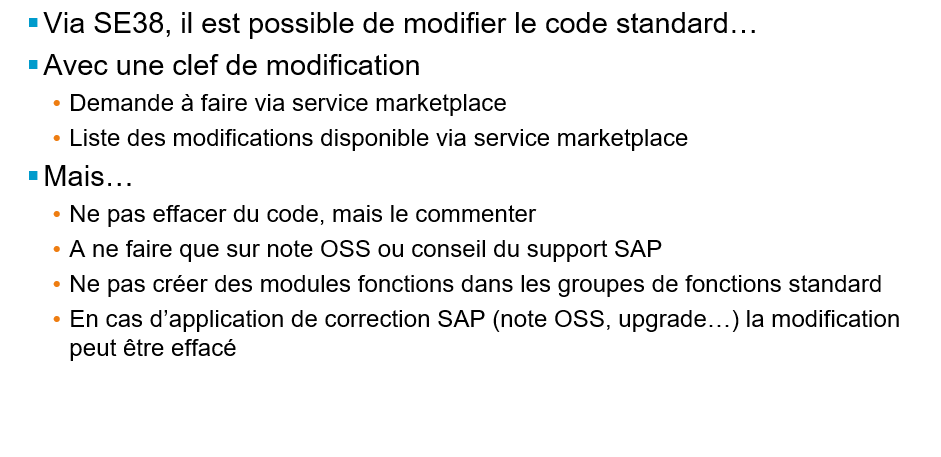 Via SE38, il est possible de modifier le code standard…
Avec une clef de modification
Demande à faire via service marketplace
Liste des modifications disponible via service marketplace
Mais…
Ne pas effacer du code, mais le commenter
A ne faire que sur note OSS ou conseil du support SAP
Ne pas créer des modules fonctions dans les groupes de fonctions standard
En cas d’application de correction SAP (note OSS, upgrade…) la modification
peut être effacé